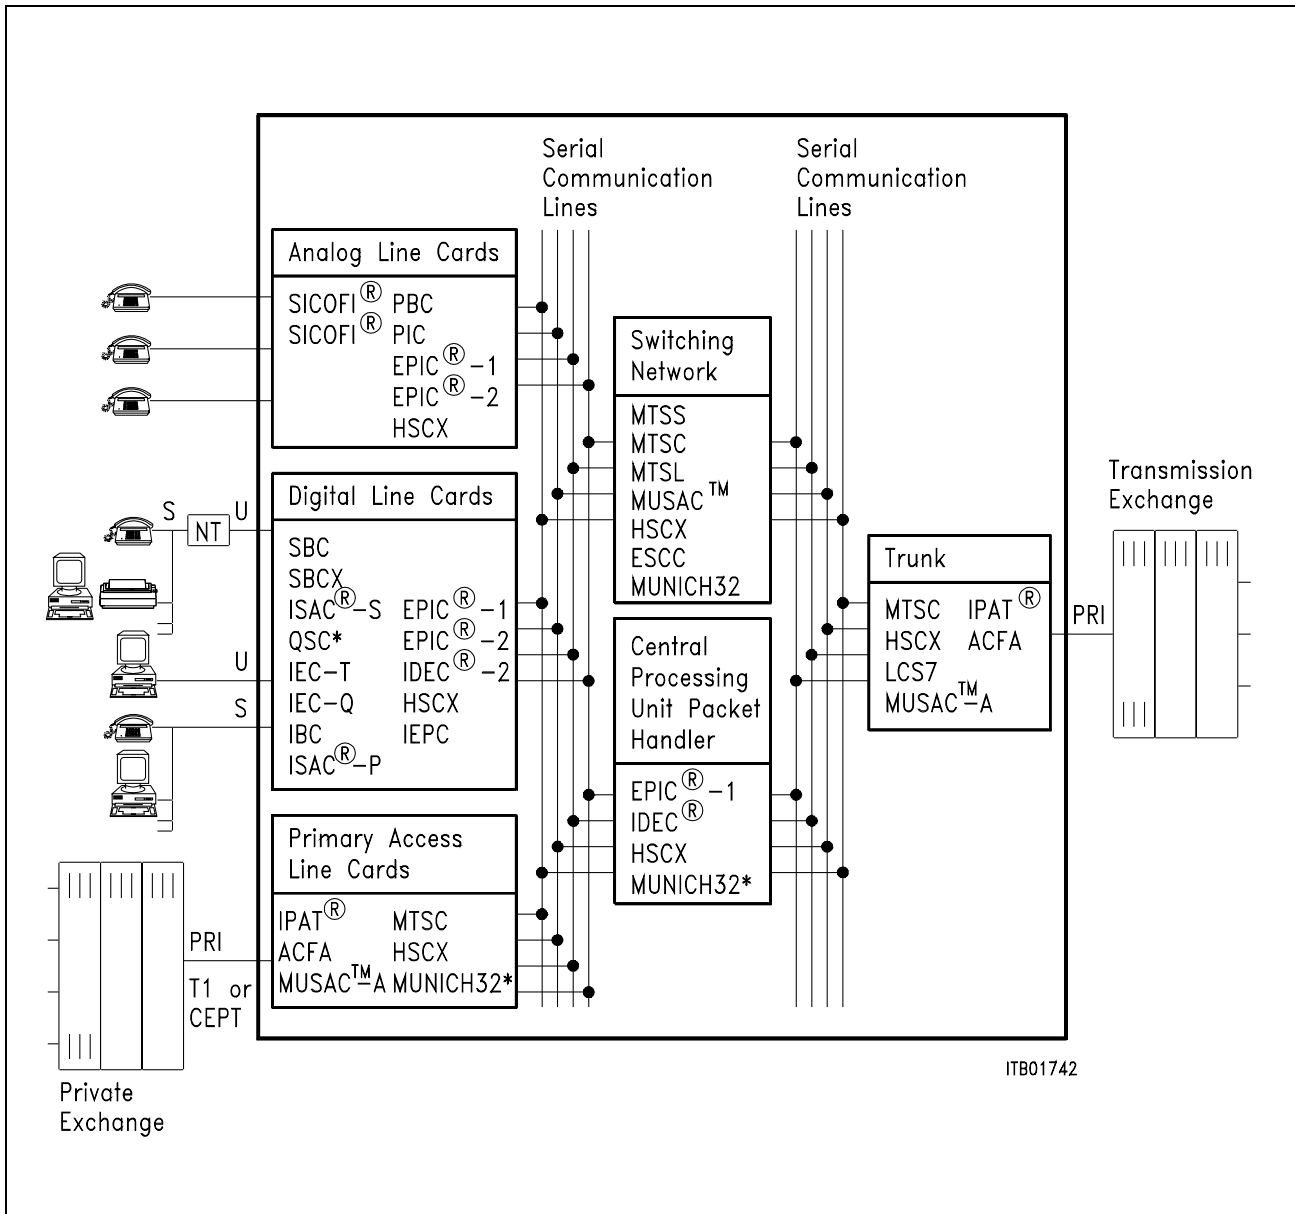 Serial
Communication
Lines
Serial
Communication
Lines
Analog Line Cards
SICOFI® PBC
SICOFI® PIC
EPIC®-1
EPIC®-2
HSCX
Switching
Network
MTSS
MTSC
MTSL
MUSAC™
HSCX
ESCC
MUNICH32
Digital Line Cards
S
NT
U
U
S
SBC
SBCX
ISAC®-S EPIC®-1
QSC* EPIC®-2
IEC-T IDEC®-2
IEC-Q HSCX
IBC IEPC
ISAC®-P
Central
Processing
Unit Packet
Handler
EPIC®-1
IDEC®
HSCX
MUNICH32*
Trunk
MTSC IPAT®
HSCX ACFA
LCS7
MUSAC™-A
PRI
Transmission
Exchange
Primary Access
Line Cards
IPAT® MTSC
ACFA HSCX
MUSAC™-A MUNICH32*
PRI
T1 or
CEPT
Private
Exchange
ITB01742